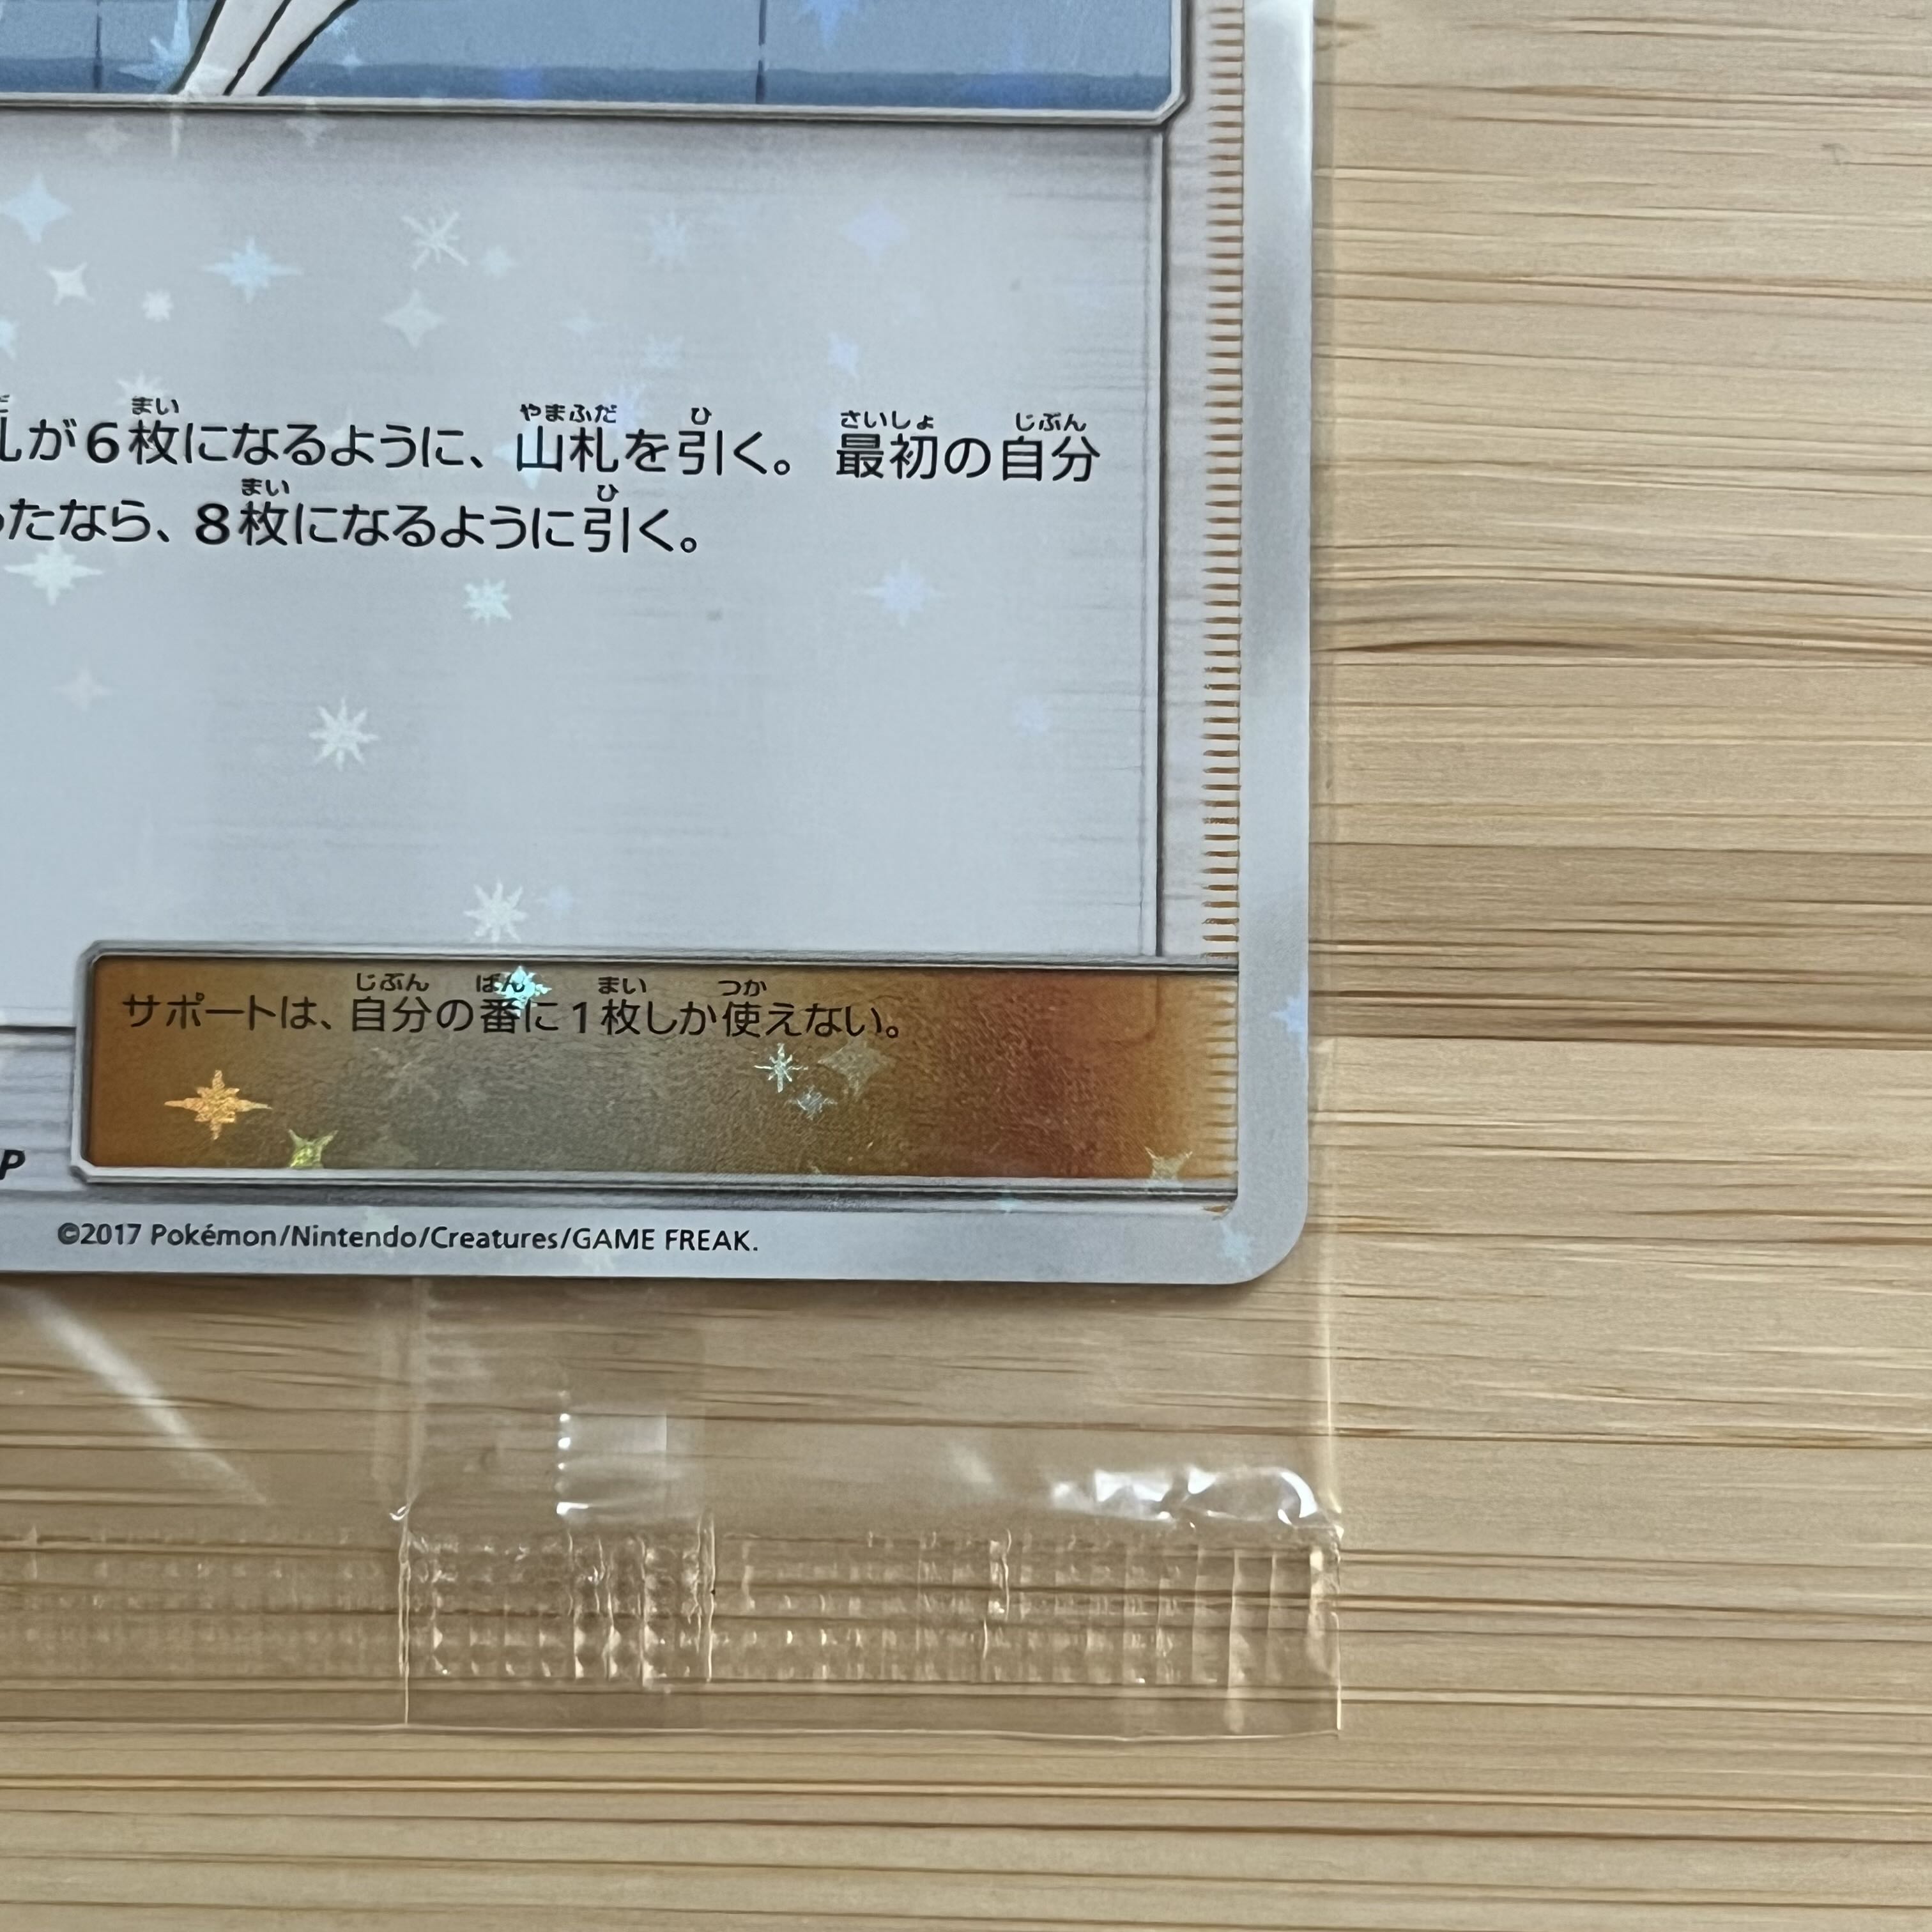 札が6枚になるように、山札を引く。 最初の自分
ったなら、8枚になるように引く。
サポートは、自分の番に1枚しか使えない。
P
©2017 Pokémon/Nintendo/Creatures/GAME FREAK.